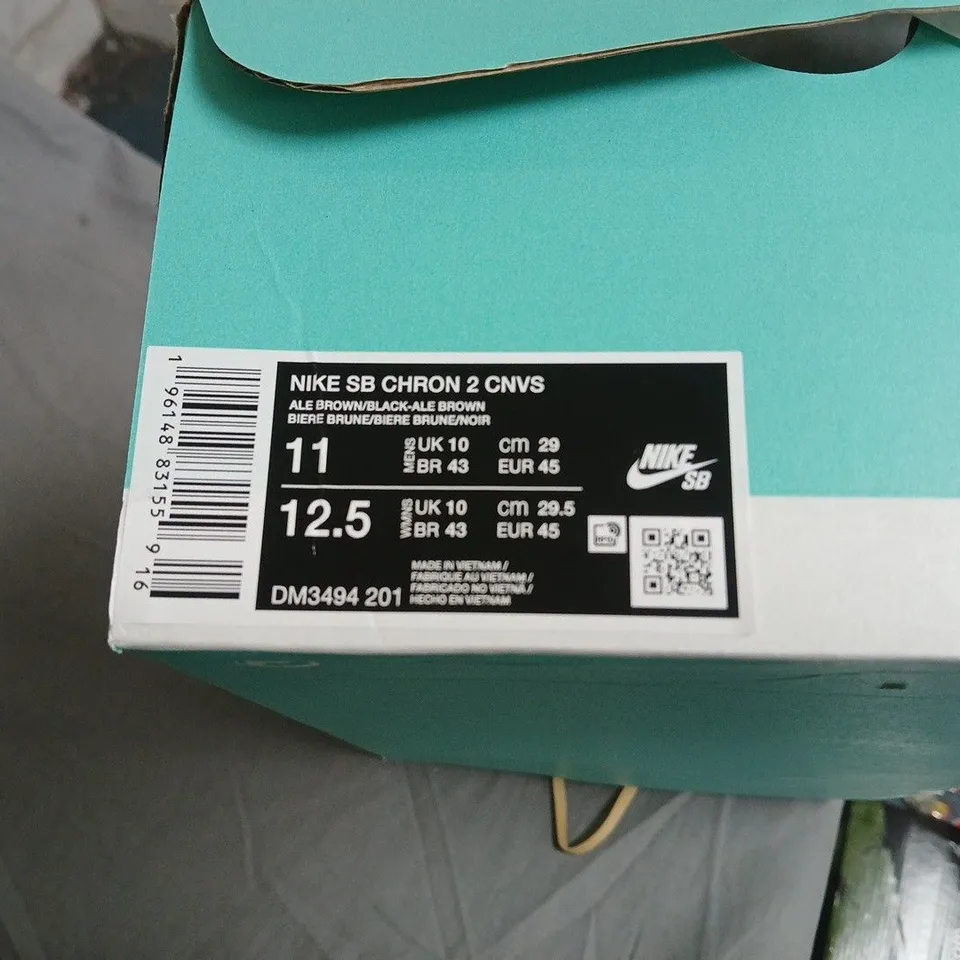 NIKE SB CHRON 2 CNVS
ALE BROWN/BLACK-ALE BROWN
BIERE BRUNE/BIERE BRUNE/NOIR
11 MENS UK 10 cm 29
BR 43 EUR 45
12.5 WMNS UK 10 cm 29.5
BR 43 EUR 45
NIKE
SB
MADE IN VIETNAM /
FABRIQUE AU VIETNAM /
FABRICADO NO VIETNA /
HECHO EN VIETNAM
DM3494 201
1 96148 83155 9 16